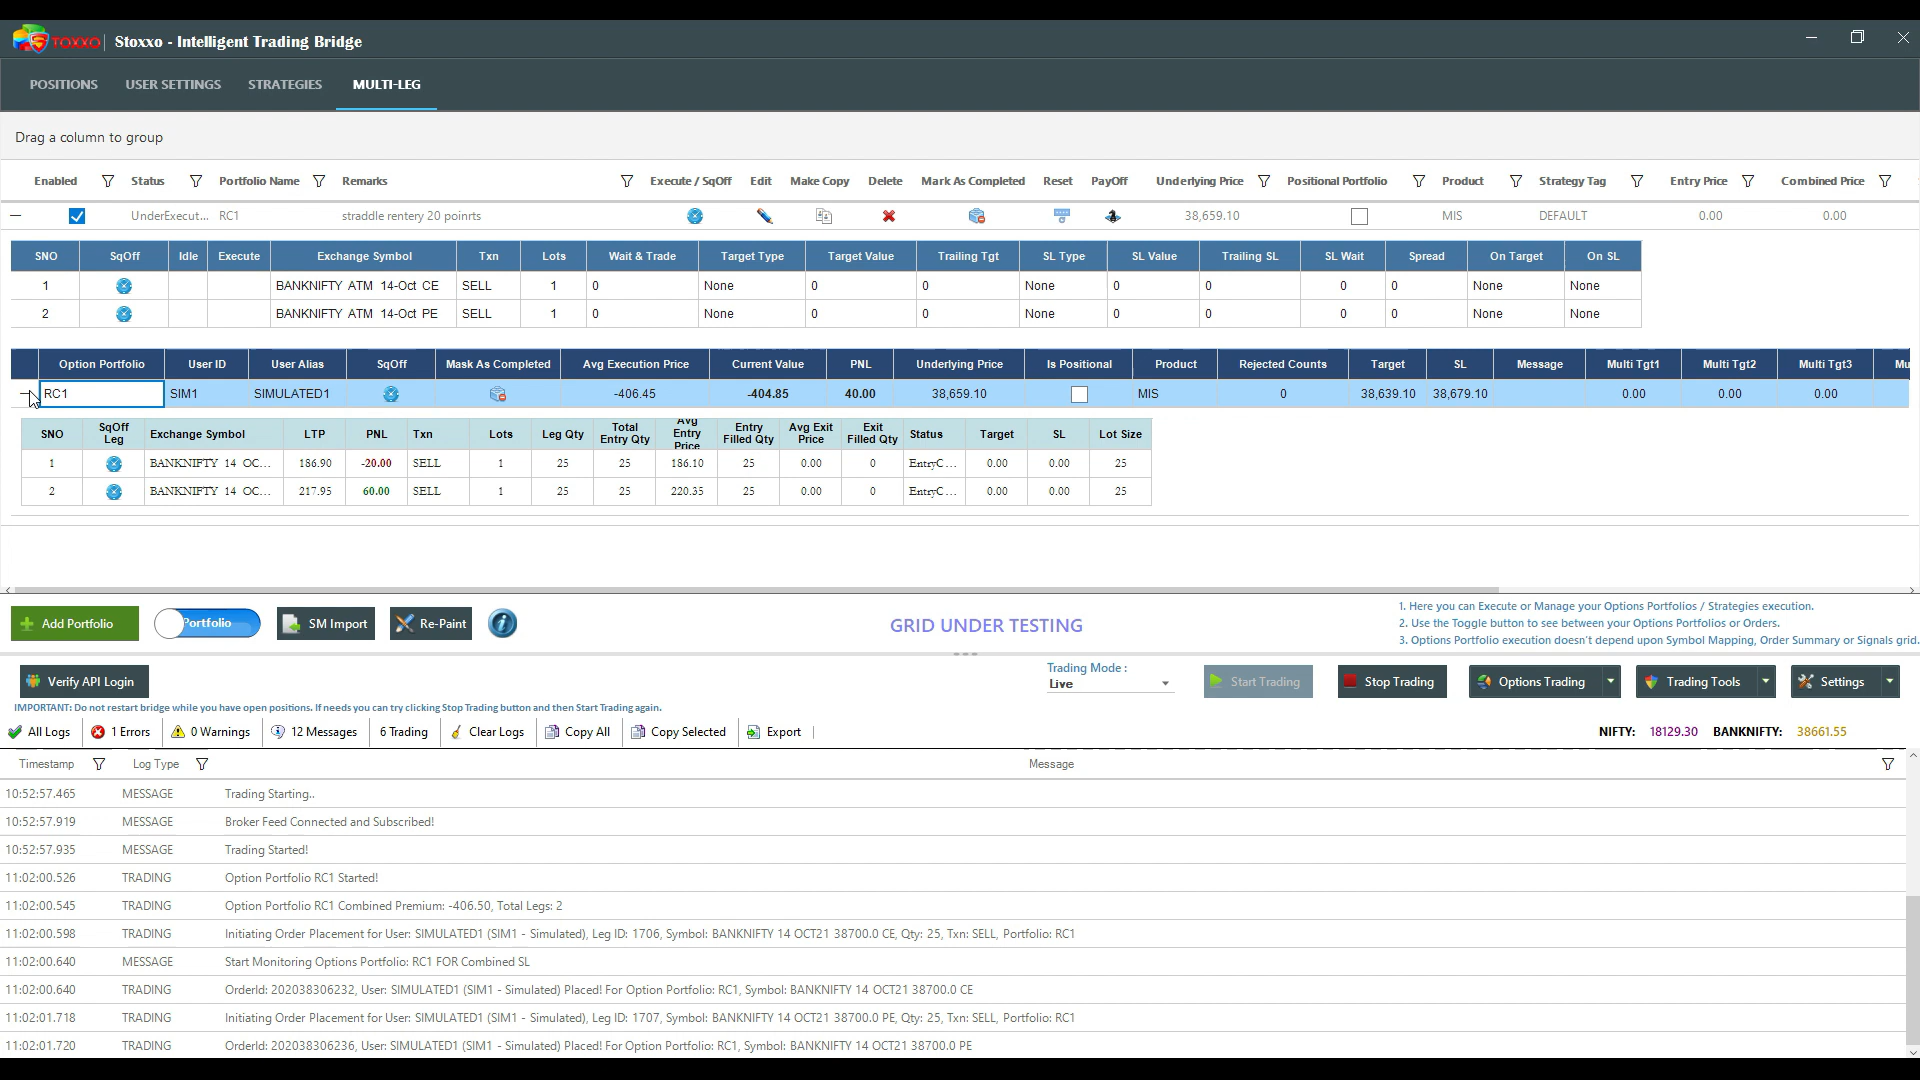 TOXXO Stoxxo - Intelligent Trading Bridge
POSITIONS USER SETTINGS STRATEGIES MULTI-LEG
Drag a column to group
Enabled Status Portfolio Name Remarks Execute / SqOff Edit Make Copy Delete Mark As Completed Reset PayOff Underlying Price Positional Portfolio Product Strategy Tag Entry Price Combined Price
UnderExecut... RC1 straddle rentery 20 poinrts 38,659.10 MIS DEFAULT 0.00 0.00
SNO SqOff Idle Execute Exchange Symbol Txn Lots Wait & Trade Target Type Target Value Trailing Tgt SL Type SL Value Trailing SL SL Wait Spread On Target On SL
1 BANKNIFTY ATM 14-Oct CE SELL 1 0 None 0 0 None 0 0 0 0 None None
2 BANKNIFTY ATM 14-Oct PE SELL 1 0 None 0 0 None 0 0 0 0 None None
Option Portfolio User ID User Alias SqOff Mask As Completed Avg Execution Price Current Value PNL Underlying Price Is Positional Product Rejected Counts Target SL Message Multi Tgt1 Multi Tgt2 Multi Tgt3 Mu
RC1 SIM1 SIMULATED1 -406.45 -404.85 40.00 38,659.10 MIS 0 38,639.10 38,679.10 0.00 0.00 0.00
SNO SqOff Leg Exchange Symbol LTP PNL Txn Lots Leg Qty Total Entry Qty Avg Entry Price Entry Filled Qty Avg Exit Price Exit Filled Qty Status Target SL Lot Size
1 BANKNIFTY 14 OC... 186.90 -20.00 SELL 1 25 25 186.10 25 0.00 0 EntryC... 0.00 0.00 25
2 BANKNIFTY 14 OC... 217.95 60.00 SELL 1 25 25 220.35 25 0.00 0 EntryC... 0.00 0.00 25
Add Portfolio Portfolio SM Import Re-Paint GRID UNDER TESTING
1. Here you can Execute or Manage your Options Portfolios / Strategies execution.
2. Use the Toggle button to see between your Options Portfolios or Orders.
3. Options Portfolio execution doesn't depend upon Symbol Mapping, Order Summary or Signals grid.
Verify API Login Trading Mode : Live Start Trading Stop Trading Options Trading Trading Tools Settings
IMPORTANT: Do not restart bridge while you have open positions. If needs you can try clicking Stop Trading button and then Start Trading again.
All Logs 1 Errors 0 Warnings 12 Messages 6 Trading Clear Logs Copy All Copy Selected Export NIFTY: 18129.30 BANKNIFTY: 38661.55
Timestamp Log Type Message
10:52:57.465 MESSAGE Trading Starting..
10:52:57.919 MESSAGE Broker Feed Connected and Subscribed!
10:52:57.935 MESSAGE Trading Started!
11:02:00.526 TRADING Option Portfolio RC1 Started!
11:02:00.545 TRADING Option Portfolio RC1 Combined Premium: -406.50, Total Legs: 2
11:02:00.598 TRADING Initiating Order Placement for User: SIMULATED1 (SIM1 - Simulated), Leg ID: 1706, Symbol: BANKNIFTY 14 OCT21 38700.0 CE, Qty: 25, Txn: SELL, Portfolio: RC1
11:02:00.640 MESSAGE Start Monitoring Options Portfolio: RC1 FOR Combined SL
11:02:00.640 TRADING OrderId: 202038306232, User: SIMULATED1 (SIM1 - Simulated) Placed! For Option Portfolio: RC1, Symbol: BANKNIFTY 14 OCT21 38700.0 CE
11:02:01.718 TRADING Initiating Order Placement for User: SIMULATED1 (SIM1 - Simulated), Leg ID: 1707, Symbol: BANKNIFTY 14 OCT21 38700.0 PE, Qty: 25, Txn: SELL, Portfolio: RC1
11:02:01.720 TRADING OrderId: 202038306236, User: SIMULATED1 (SIM1 - Simulated) Placed! For Option Portfolio: RC1, Symbol: BANKNIFTY 14 OCT21 38700.0 PE